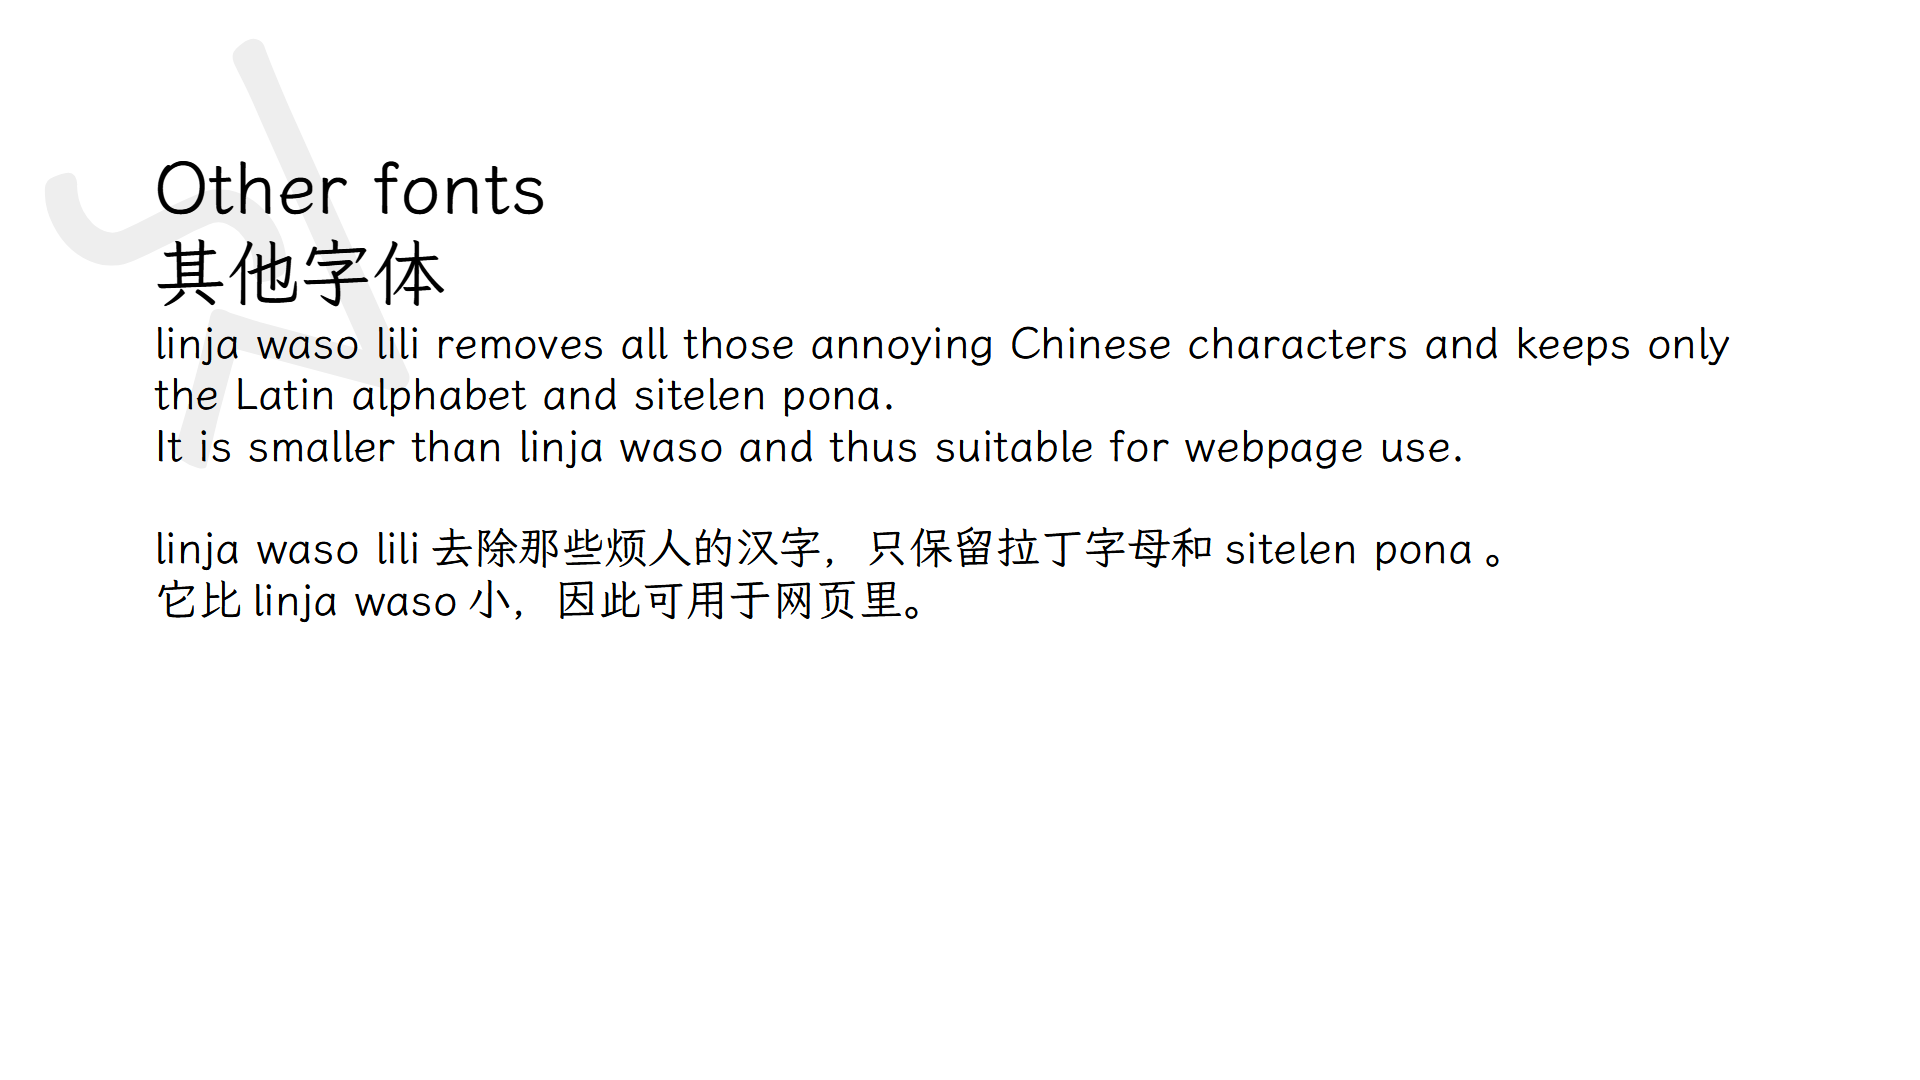 Other fonts
其他字体
linja waso lili removes all those annoying Chinese characters and keeps only
the Latin alphabet and sitelen pona.
It is smaller than linja waso and thus suitable for webpage use.
linja waso lili 去除那些烦人的汉字，只保留拉丁字母和 sitelen pona 。
它比 linja waso 小，因此可用于网页里。